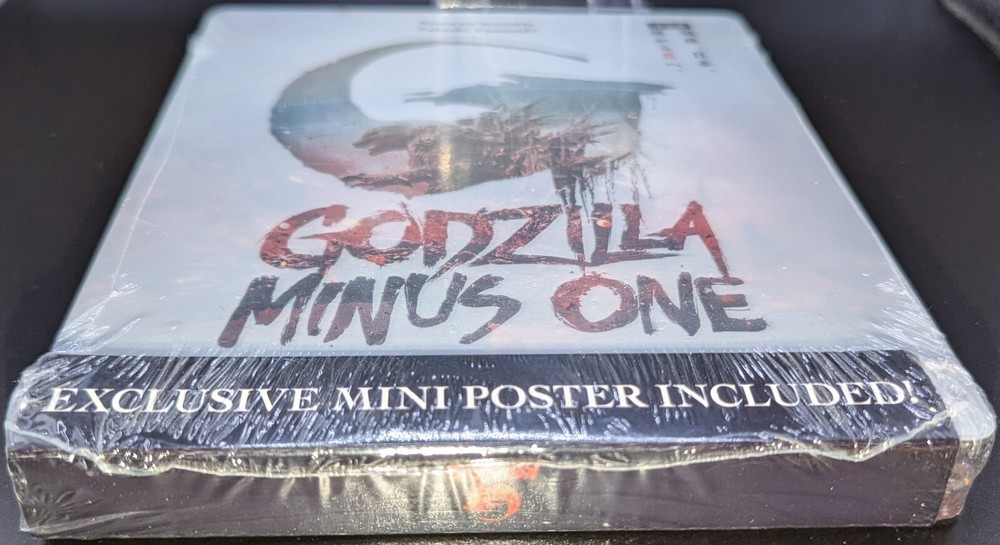 GODZILLA
MINUS ONE
EXCLUSIVE MINI POSTER INCLUDED!